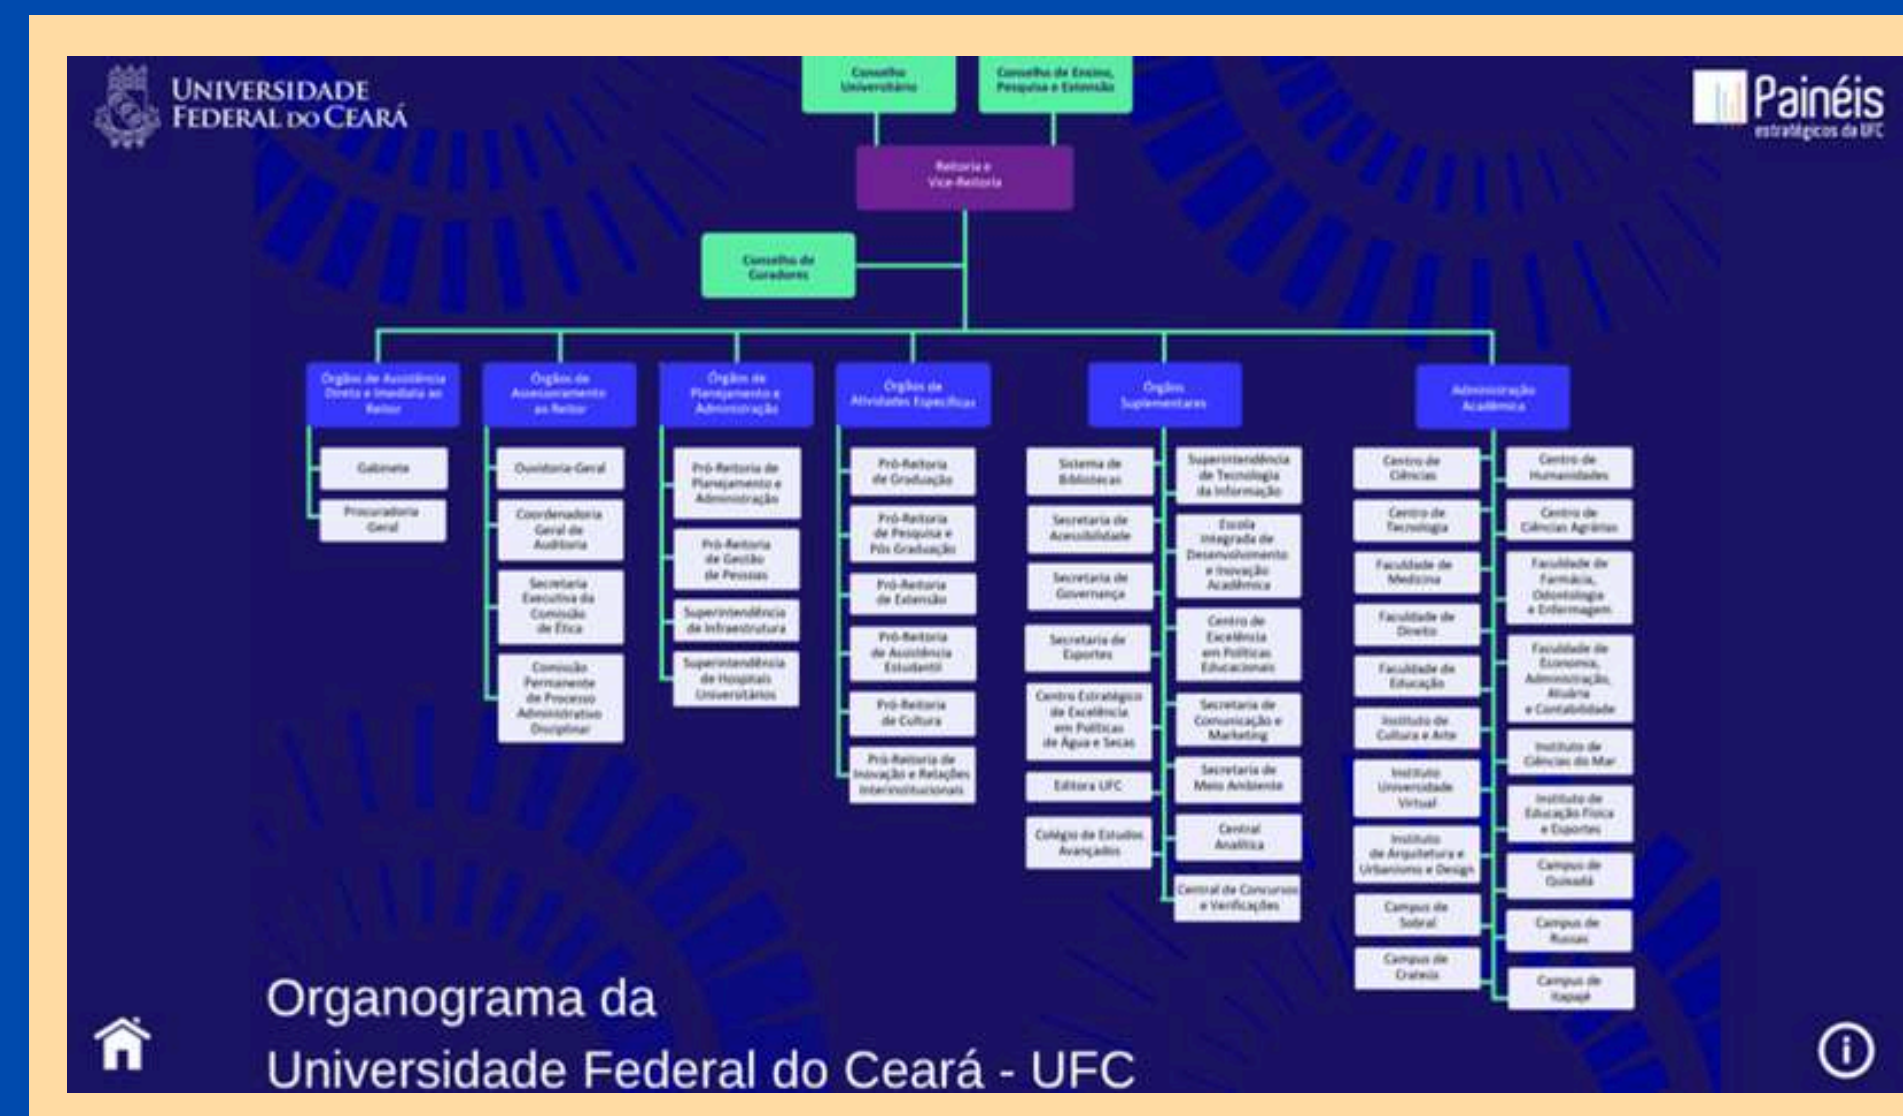 UNIVERSIDADE
FEDERAL DO CEARÁ
Painéis
estratégicos da UFC
Conselho
Universitário
Conselho de Ensino,
Pesquisa e Extensão
Reitoria e
Vice-Reitoria
Conselho de
Curadores
Órgãos de Assistência
Direta e Imediata ao
Reitor
Gabinete
Procuradoria
Geral
Órgãos de
Assessoramento
ao Reitor
Ouvidoria-Geral
Coordenadoria
Geral de
Auditoria
Secretaria
Executiva da
Comissão
de Ética
Comissão
Permanente
de Processo
Administrativo
Disciplinar
Órgãos de
Planejamento e
Administração
Pró-Reitoria de
Planejamento e
Administração
Pró-Reitoria
de Gestão
de Pessoas
Superintendência
de Infraestrutura
Superintendência
de Hospitais
Universitários
Órgãos de
Atividades Específicas
Pró-Reitoria
de Graduação
Pró-Reitoria
de Pesquisa e
Pós Graduação
Pró-Reitoria
de Extensão
Pró-Reitoria
de Assistência
Estudantil
Pró-Reitoria
de Cultura
Pró-Reitoria de
Inovação e Relações
Interinstitucionais
Órgãos
Suplementares
Sistema de
Bibliotecas
Secretaria de
Acessibilidade
Secretaria de
Governança
Secretaria de
Esportes
Centro Estratégico
de Excelência
em Políticas
de Água e Secas
Editora UFC
Colégio de Estudos
Avançados
Superintendência
de Tecnologia
da Informação
Escola
Integrada de
Desenvolvimento
e Inovação
Acadêmica
Centro de
Excelência
em Políticas
Educacionais
Secretaria de
Comunicação e
Marketing
Secretaria de
Meio Ambiente
Central
Analítica
Central de Concursos
e Verificações
Administração
Acadêmica
Centro de
Ciências
Centro de
Tecnologia
Faculdade de
Medicina
Faculdade de
Direito
Faculdade de
Educação
Instituto de
Cultura e Arte
Instituto
Universidade
Virtual
Instituto
de Arquitetura e
Urbanismo e Design
Campus de
Sobral
Campus de
Crateús
Centro de
Humanidades
Centro de
Ciências Agrárias
Faculdade de
Farmácia,
Odontologia
e Enfermagem
Faculdade de
Economia,
Administração,
Atuária
e Contabilidade
Instituto de
Ciências do Mar
Instituto de
Educação Física
e Esportes
Campus de
Quixadá
Campus de
Russas
Campus de
Itapajé
Organograma da
Universidade Federal do Ceará - UFC